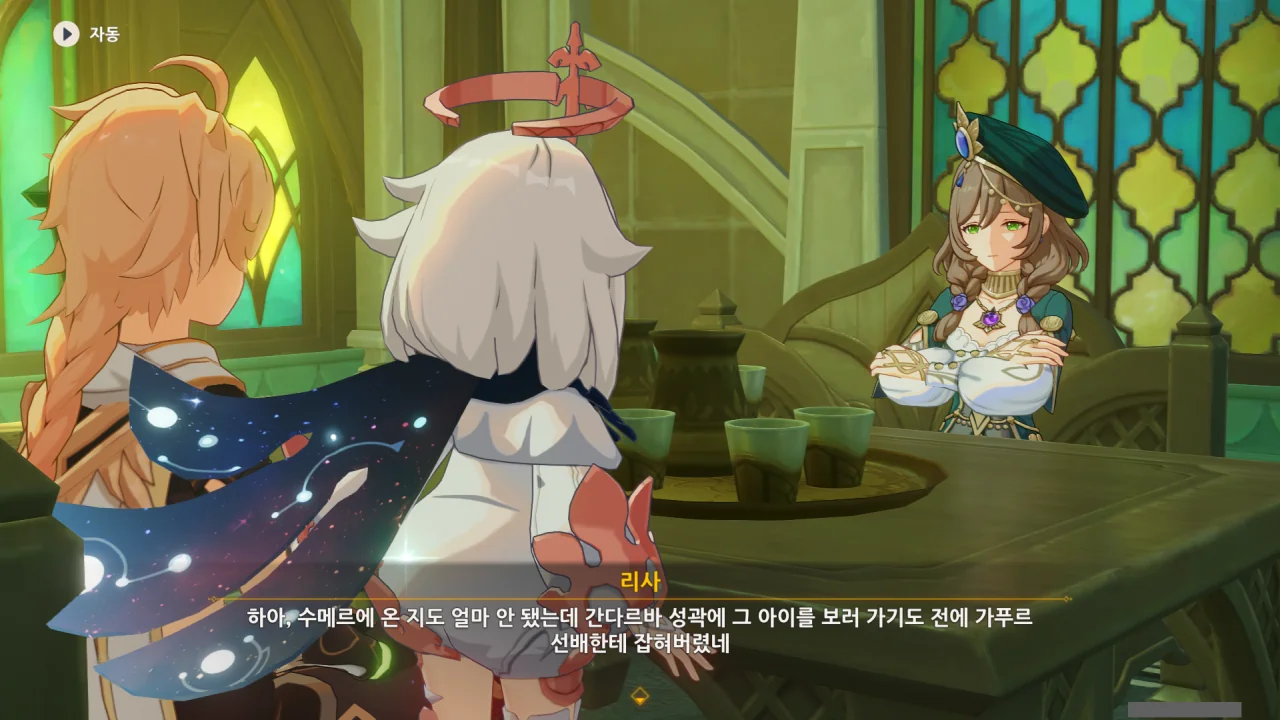 자동
리사
하아, 수메르에 온 지도 얼마 안 됐는데 간다르바 성곽에 그 아이를 보러 가기도 전에 가푸르
선배한테 잡혀버렸네